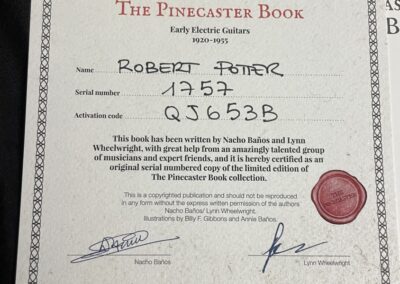 THE PINECASTER BOOK
Early Electric Guitars
1920-1955
Name ROBERT POTTER
Serial number 1757
Activation code QJ653B
This book has been written by Nacho Baños and Lynn
Wheelwright, with great help from an amazingly talented group
of musicians and expert friends, and it is hereby certified as an
original serial numbered copy of the limited edition of
The Pinecaster Book collection.
This is a copyrighted publication and should not be reproduced
in any form without the express written permission of the authors
Nacho Baños/ Lynn Wheelwright.
Illustrations by Billy F. Gibbons and Annie Baños.
THE PINECASTER
Nacho Baños
Lynn Wheelwright